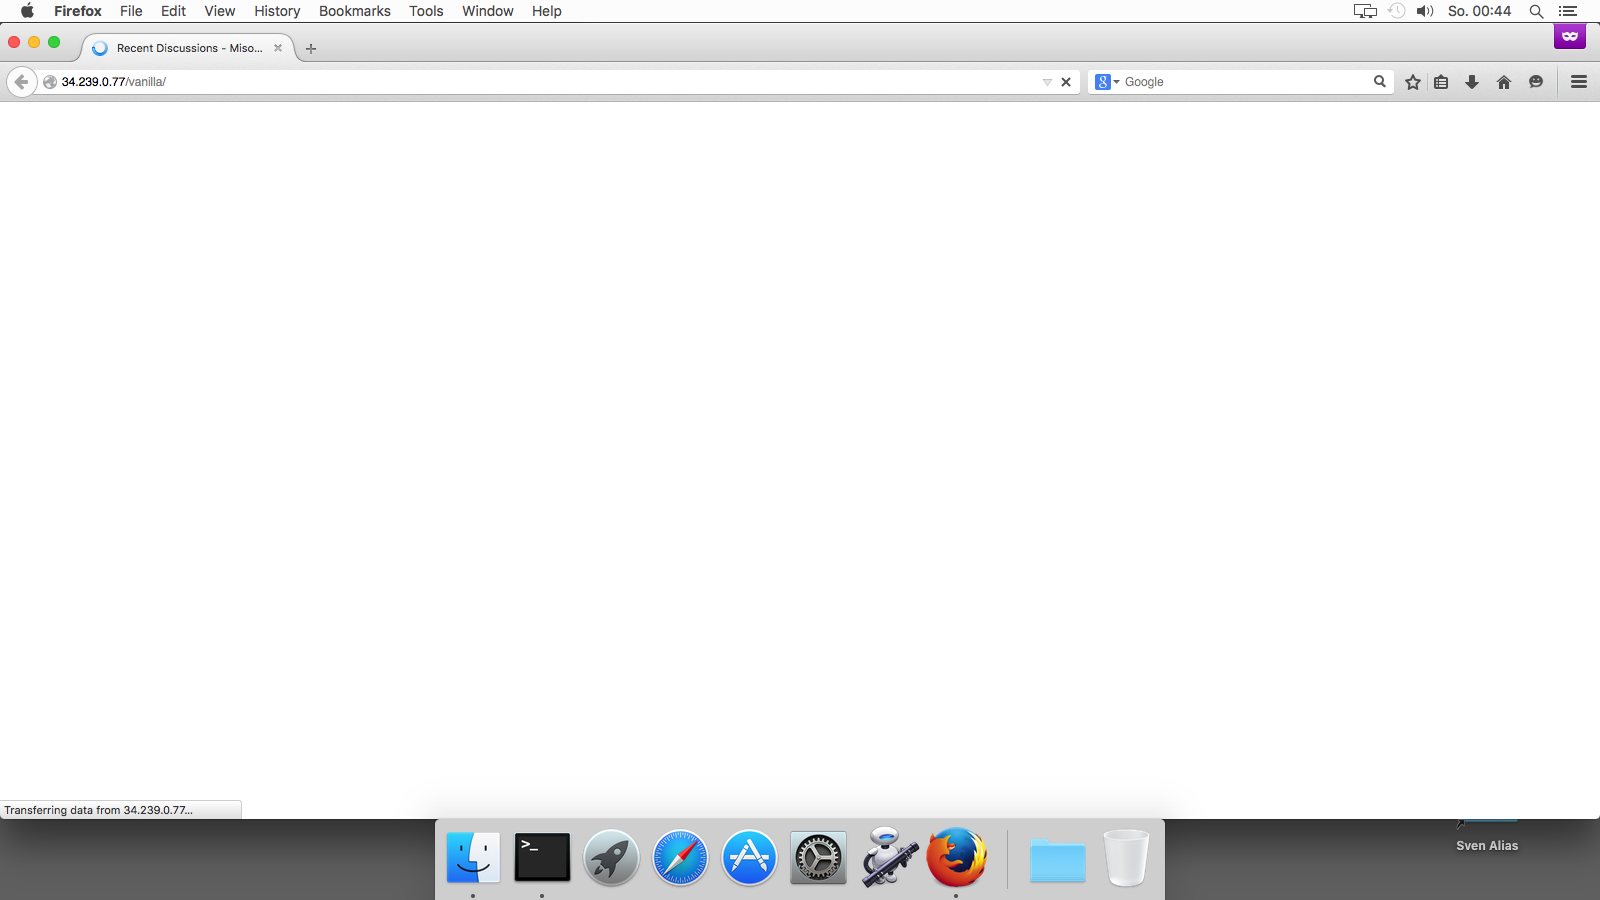 Firefox File Edit View History Bookmarks Tools Window Help So. 00:44
Recent Discussions - Miso...
34.239.0.77/vanilla/
Google
Transferring data from 34.239.0.77...
>_
Sven Alias